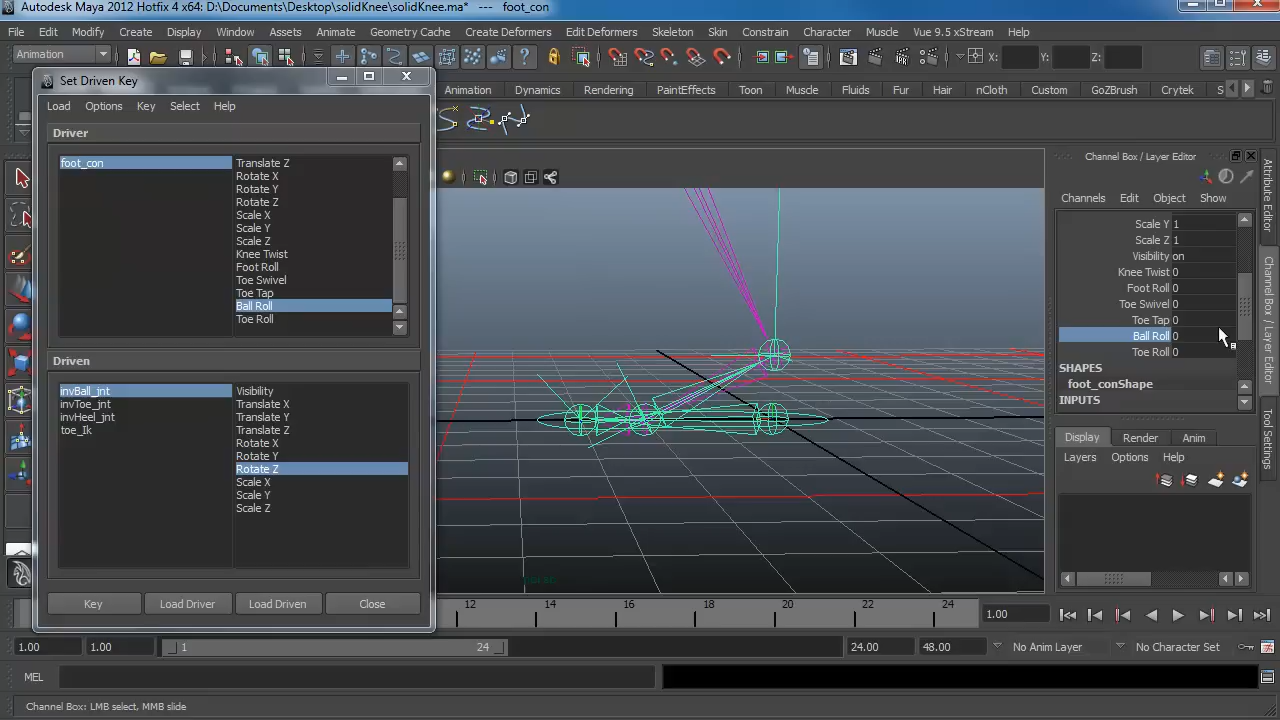 Autodesk Maya 2012 Hotfix 4 x64: D:\Documents\Desktop\solidKnee\solidKnee.ma* --- foot_con
File Edit Modify Create Display Window Assets Animate Geometry Cache Create Deformers Edit Deformers Skeleton Skin Constrain Character Muscle Vue 9.5 xStream Help
Animation
X: Y: Z:
Animation Dynamics Rendering PaintEffects Toon Muscle Fluids Fur Hair nCloth Custom GoZBrush Crytek
Set Driven Key
Load Options Key Select Help
Driver
foot_con
Translate Z
Rotate X
Rotate Y
Rotate Z
Scale X
Scale Y
Scale Z
Knee Twist
Foot Roll
Toe Swivel
Toe Tap
Ball Roll
Toe Roll
Driven
invBall_jnt
invToe_jnt
invHeel_jnt
toe_Ik
Visibility
Translate X
Translate Y
Translate Z
Rotate X
Rotate Y
Rotate Z
Scale X
Scale Y
Scale Z
Key Load Driver Load Driven Close
Channel Box / Layer Editor
Channels Edit Object Show
Scale Y 1
Scale Z 1
Visibility on
Knee Twist 0
Foot Roll 0
Toe Swivel 0
Toe Tap 0
Ball Roll 0
Toe Roll 0
SHAPES
foot_conShape
INPUTS
Display Render Anim
Layers Options Help
Attribute Editor
Channel Box / Layer Editor
Tool Settings
12 14 16 18 20 22 24
1.00
1.00 1.00 1 24 24.00 48.00 No Anim Layer No Character Set
MEL
Channel Box: LMB select, MMB slide